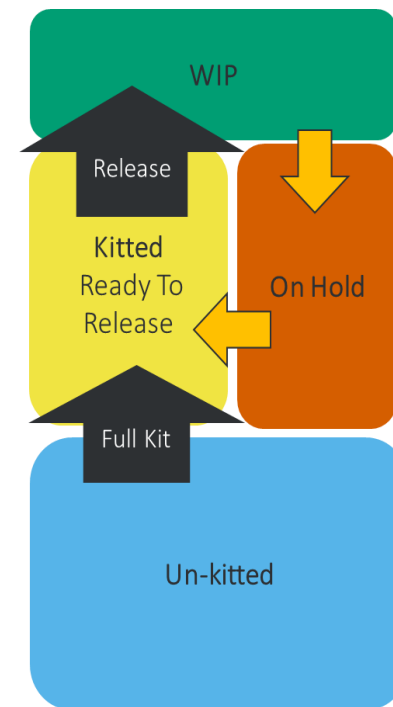 WIP
Release
Kitted
Ready To
Release
On Hold
Full Kit
Un-kitted